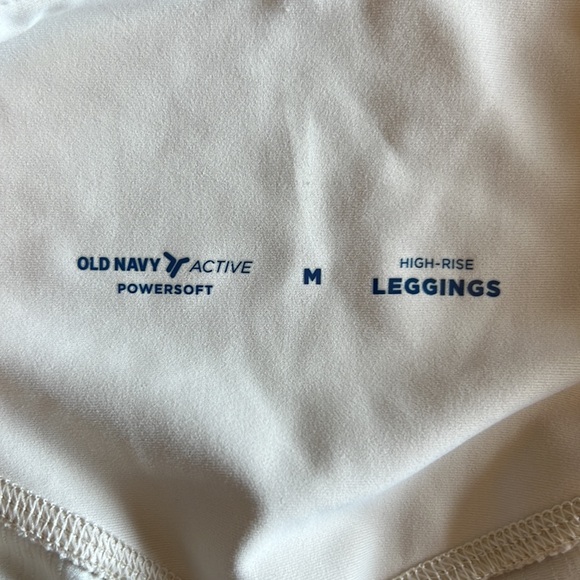 OLD NAVY ACTIVE
POWERSOFT
M
HIGH-RISE
LEGGINGS